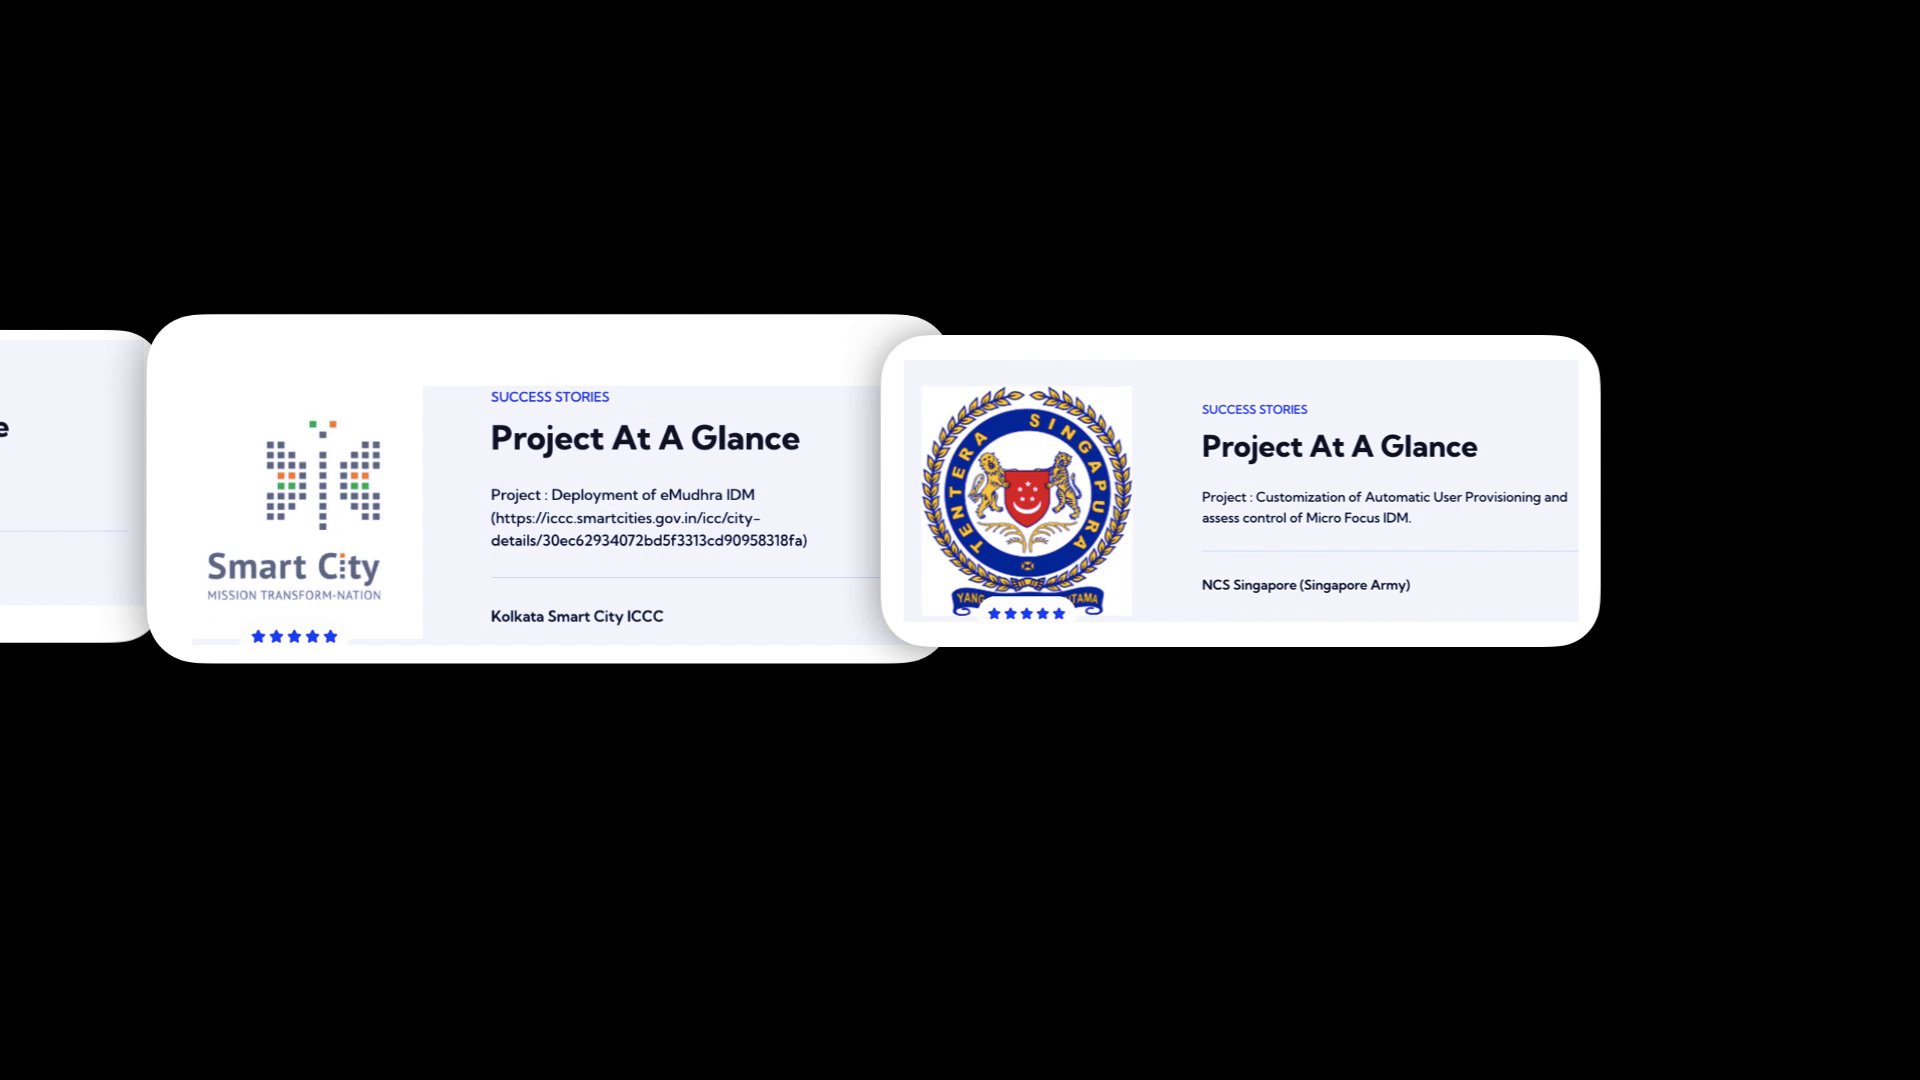 e
SUCCESS STORIES
Project At A Glance
Project : Deployment of eMudhra IDM
(https://iccc.smartcities.gov.in/icc/city-
details/30ec62934072bd5f3313cd90958318fa)
Kolkata Smart City ICCC
Smart City
MISSION TRANSFORM-NATION
TENTERA SINGAPURA
YANG
TAMA
SUCCESS STORIES
Project At A Glance
Project : Customization of Automatic User Provisioning and
assess control of Micro Focus IDM.
NCS Singapore (Singapore Army)